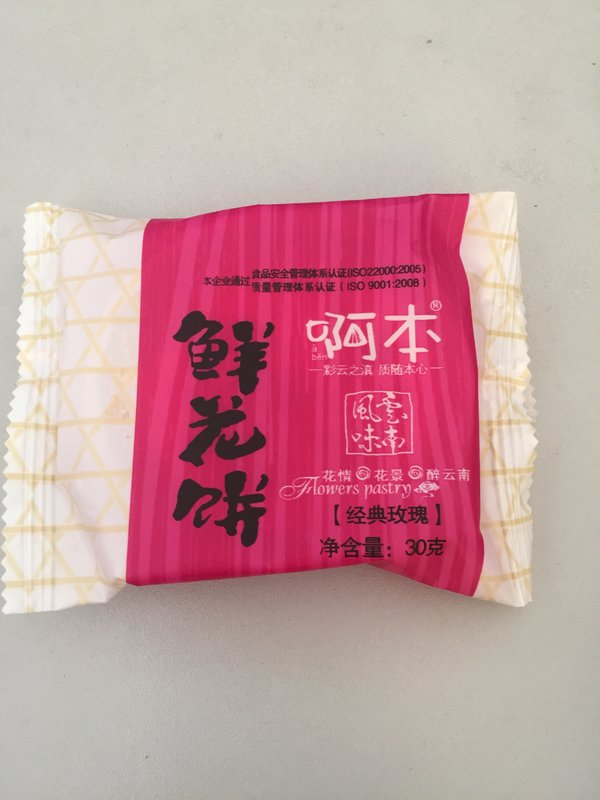 本企业通过 食品安全管理体系认证(ISO22000:2005)
质量管理体系认证(ISO 9001:2008)
鲜花饼
啊本®
ā běn
彩云之滇 质随本心
雲南
風味
花情 花景 醉云南
Flowers pastry
【经典玫瑰】
净含量：30克